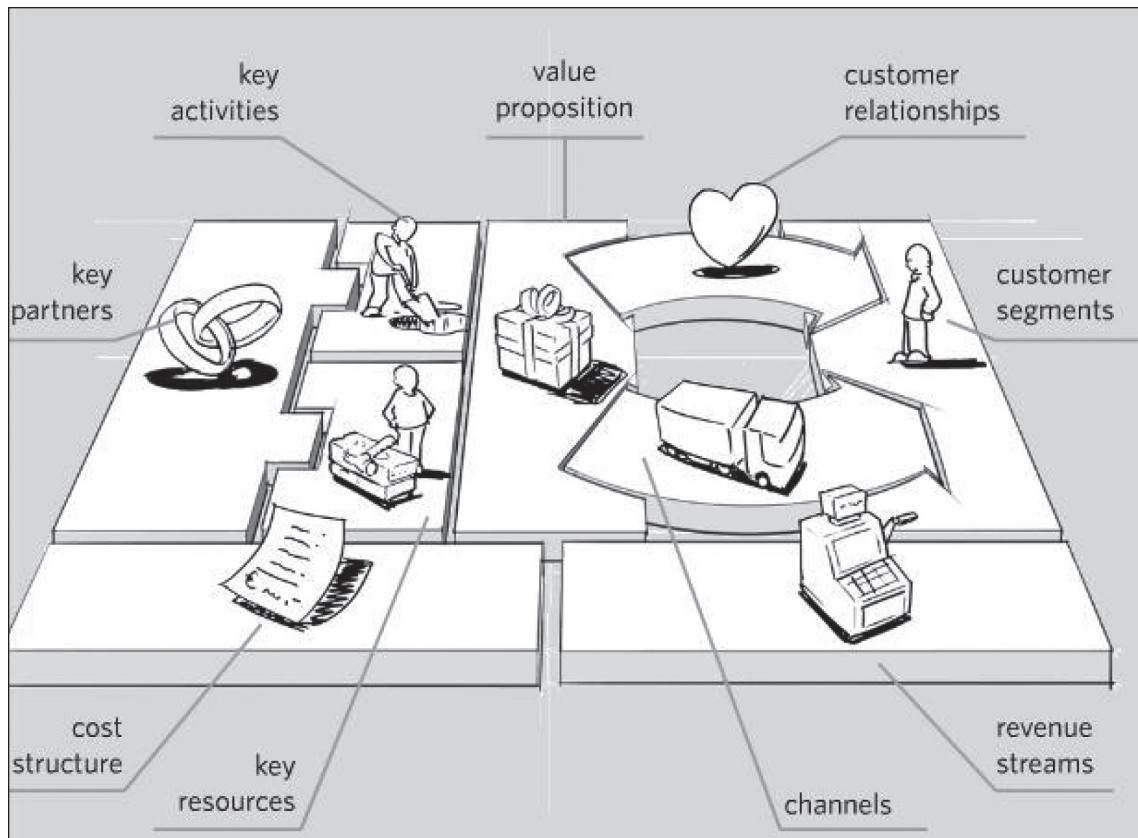 key
activities
value
proposition
customer
relationships
key
partners
customer
segments
cost
structure
key
resources
channels
revenue
streams